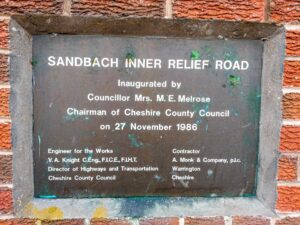 SANDBACH INNER RELIEF ROAD
Inaugurated by
Councillor Mrs. M.E. Melrose
Chairman of Cheshire County Council
on 27 November 1986
Engineer for the Works
V.A. Knight C.Eng., F.I.C.E., F.I.H.T.
Director of Highways and Transportation
Cheshire County Council
Contractor
A. Monk & Company, p.l.c.
Warrington
Cheshire